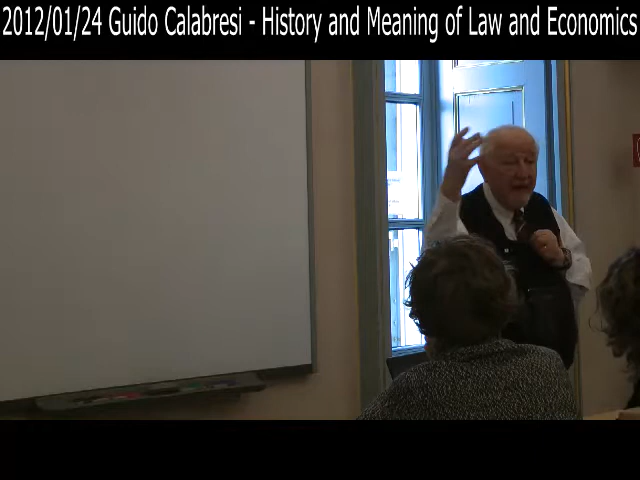 2012/01/24 Guido Calabresi - History and Meaning of Law and Economics